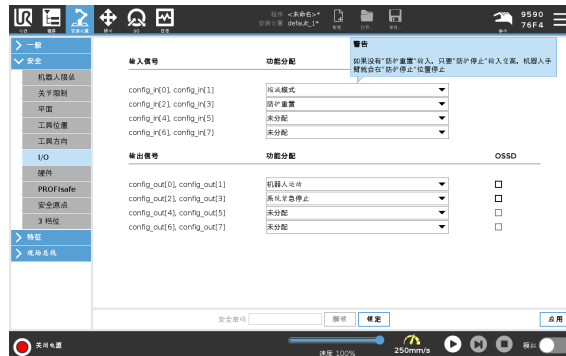 程序 <未命名>*
安装设置 default_1*
新建... 打开... 保存...
9590
76F4
运行 程序 安装设置 移动 I/O 日志
一般
安全
机器人限值
关节限制
平面
工具位置
工具方向
I/O
硬件
PROFIsafe
安全原点
3 档位
特征
现场总线
警告
如果没有"防护重置"输入，只要"防护停止"输入变高，机器人手
臂就会在"防护停止"位置停止
输入信号 功能分配
config_in[0], config_in[1] 缩减模式
config_in[2], config_in[3] 防护重置
config_in[4], config_in[5] 未分配
config_in[6], config_in[7] 未分配
输出信号 功能分配 OSSD
config_out[0], config_out[1] 机器人运动
config_out[2], config_out[3] 系统紧急停止
config_out[4], config_out[5] 未分配
config_out[6], config_out[7] 未分配
安全密码 解锁 锁定 应用
关闭电源
速度 100%
250mm/s
模拟